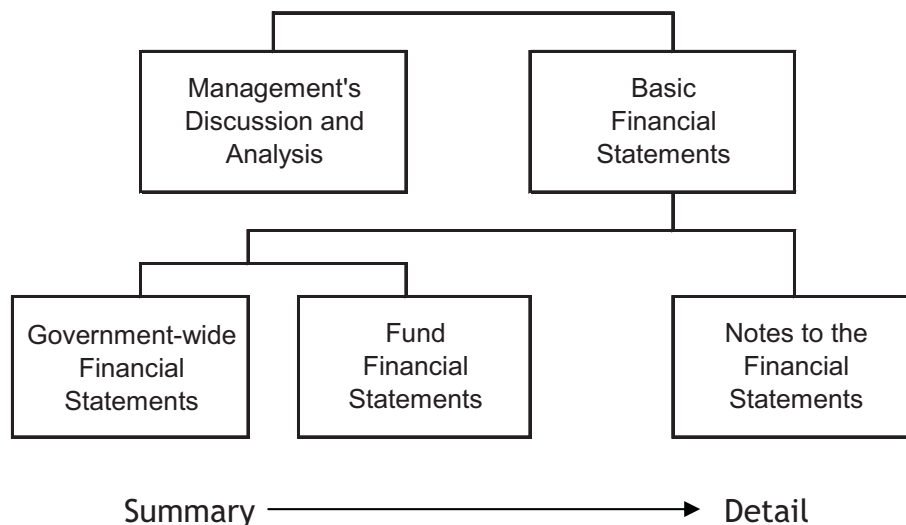 Management's
Discussion and
Analysis
Basic
Financial
Statements
Government-wide
Financial
Statements
Fund
Financial
Statements
Notes to the
Financial
Statements
Summary
Detail